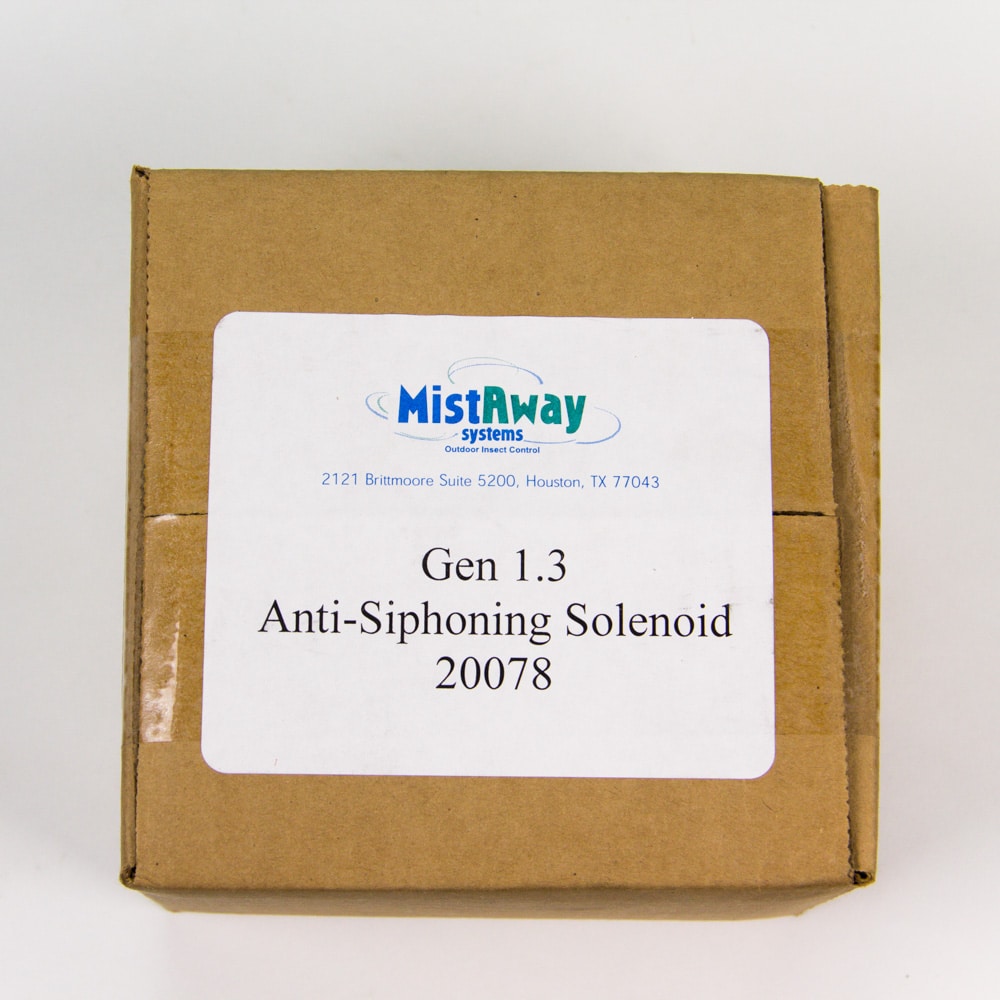 MistAway
systems
Outdoor Insect Control
2121 Brittmoore Suite 5200, Houston, TX 77043
Gen 1.3
Anti-Siphoning Solenoid
20078